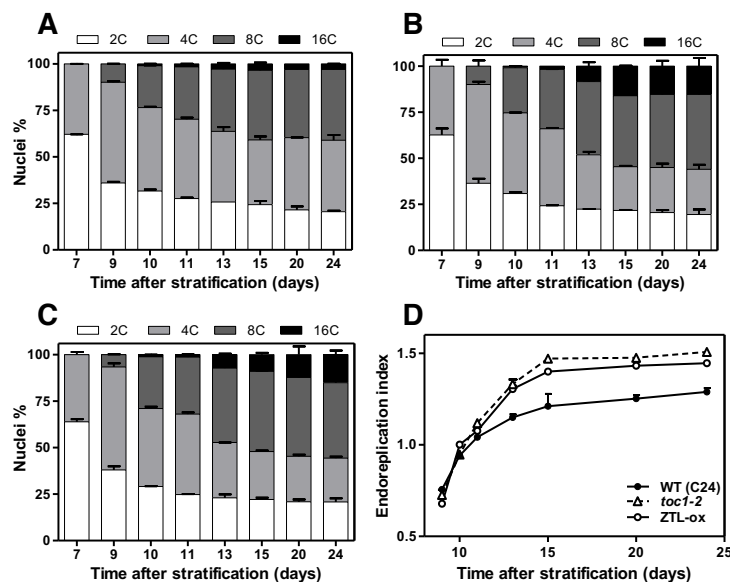 A
2C 4C 8C 16C
Nuclei %
100
75
50
25
0
7 9 10 11 13 15 20 24
Time after stratification (days)
B
2C 4C 8C 16C
100
75
50
25
0
7 9 10 11 13 15 20 24
Time after stratification (days)
C
2C 4C 8C 16C
Nuclei %
100
75
50
25
0
7 9 10 11 13 15 20 24
Time after stratification (days)
D
Endoreplication index
1.5
1.0
0.5
WT (C24)
toc1-2
ZTL-ox
10 15 20 25
Time after stratification (days)